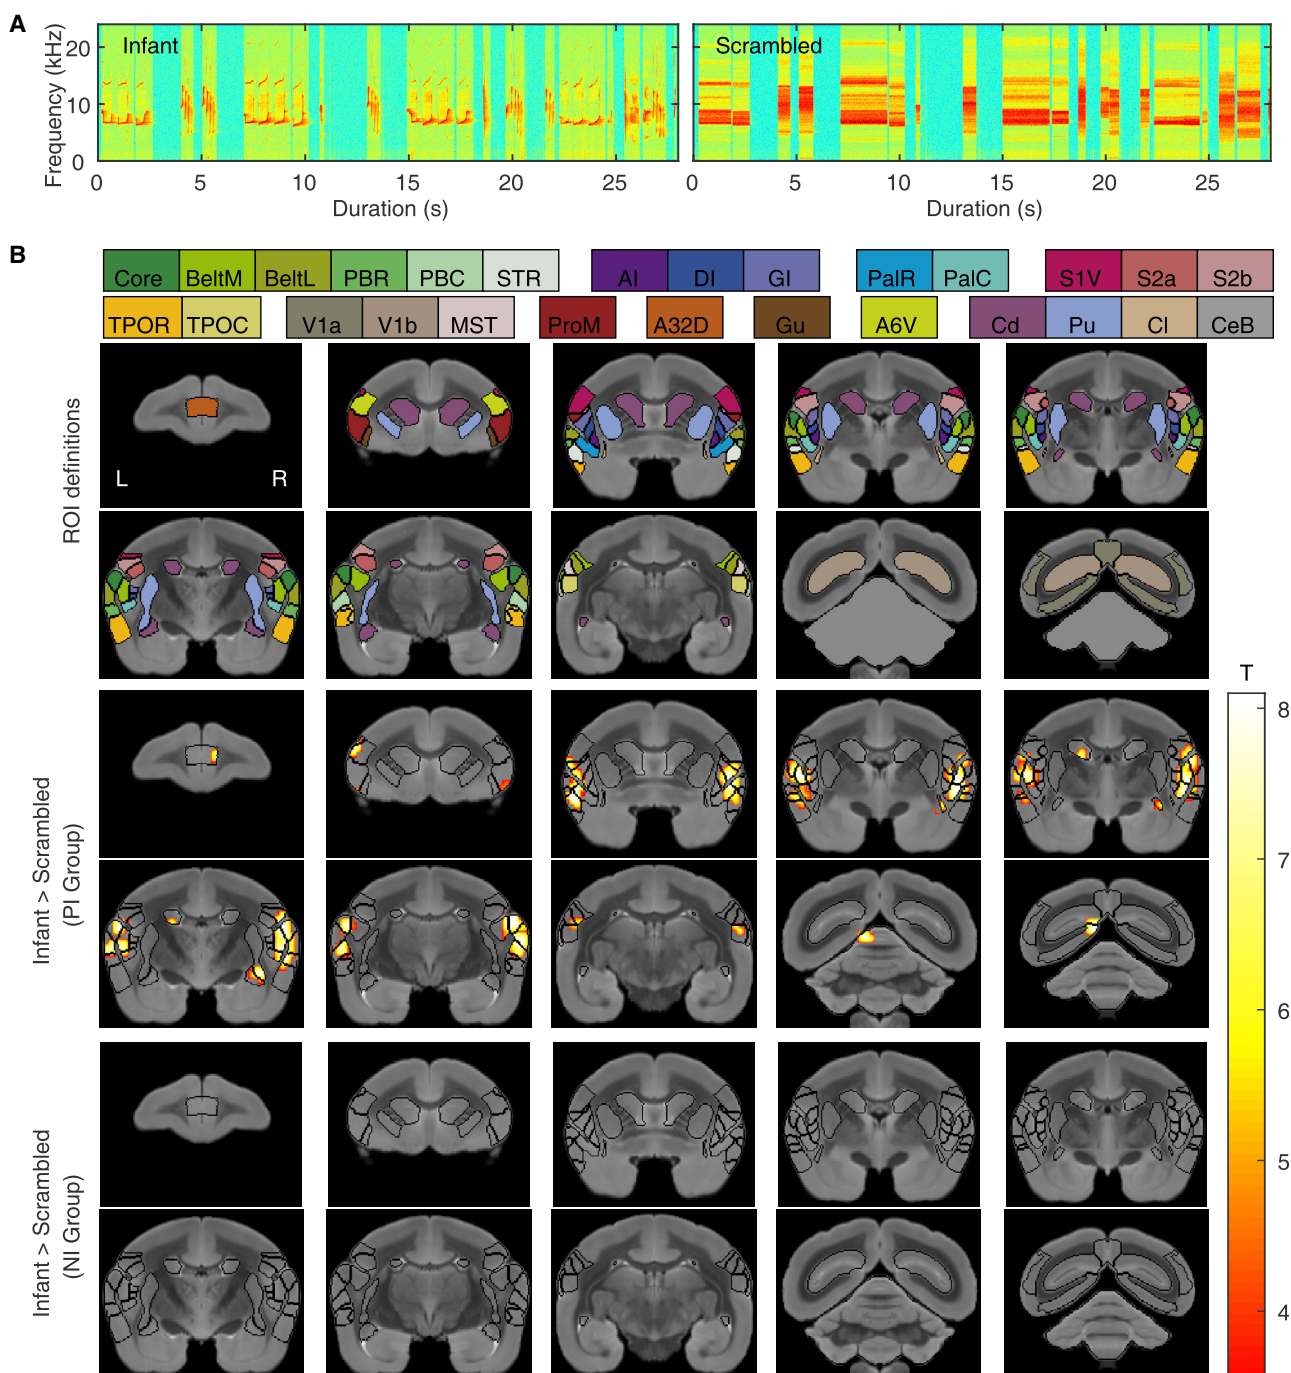 A
Frequency (kHz)
20
10
0
Infant
Scrambled
0 5 10 15 20 25
5 10 15 20 25
Duration (s)
Duration (s)
B
Core BeltM BeltL PBR PBC STR AI DI GI PalR PalC S1V S2a S2b
TPOR TPOC V1a V1b MST ProM A32D Gu A6V Cd Pu Cl CeB
ROI definitions
L R
Infant > Scrambled
(PI Group)
Infant > Scrambled
(NI Group)
T
8
7
6
5
4